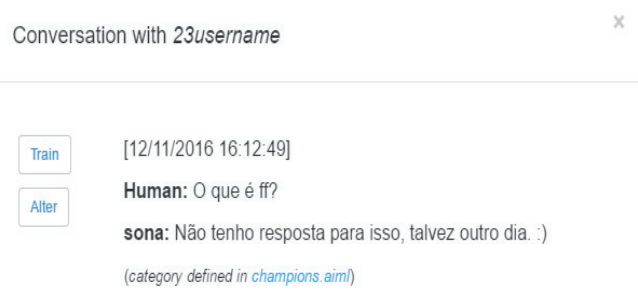 Conversation with 23username
×
Train
[12/11/2016 16:12:49]
Alter
Human: O que é ff?
sona: Não tenho resposta para isso, talvez outro dia. :)
(category defined in champions.aiml)